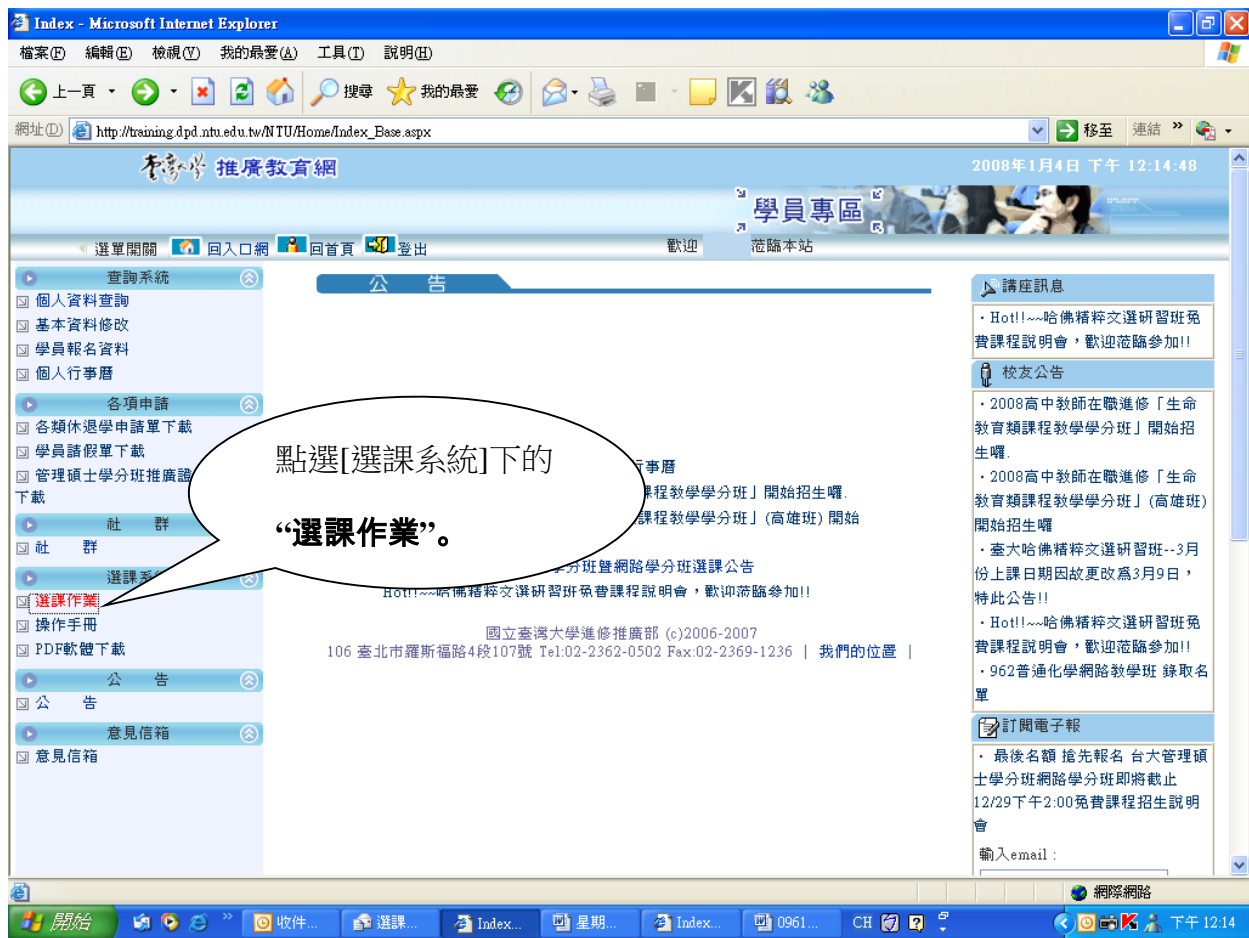 Index - Microsoft Internet Explorer
檔案(F) 編輯(E) 檢視(V) 我的最愛(A) 工具(T) 說明(H)
上一頁 搜尋 我的最愛
網址(D) http://training.dpd.ntu.edu.tw/NTU/Home/Index_Base.aspx 移至 連結 »
推廣教育網
2008年1月4日 下午 12:14:48
學員專區
選單開關 回入口網 回首頁 登出 歡迎 蒞臨本站
查詢系統
個人資料查詢
基本資料修改
學員報名資料
個人行事曆
各項申請
各類休退學申請單下載
學員請假單下載
管理碩士學分班推廣證
下載
社 群
社 群
選課系
選課作業
操作手冊
PDF軟體下載
公 告
公 告
意見信箱
意見信箱
公 告
點選[選課系統]下的
“選課作業”。
行事曆
課程教學學分班」開始招生囉.
課程教學學分班」(高雄班) 開始
學分班暨網路學分班選課公告
Hot!!~~哈佛精粹文選研習班免費課程說明會，歡迎蒞臨參加!!
國立臺灣大學進修推廣部 (c)2006-2007
106 臺北市羅斯福路4段107號 Tel:02-2362-0502 Fax:02-2369-1236 | 我們的位置 |
講座訊息
‧Hot!!~~哈佛精粹文選研習班免
費課程說明會，歡迎蒞臨參加!!
校友公告
‧2008高中教師在職進修「生命
教育類課程教學學分班」開始招
生囉.
‧2008高中教師在職進修「生命
教育類課程教學學分班」(高雄班)
開始招生囉
‧臺大哈佛精粹文選研習班--3月
份上課日期因故更改為3月9日，
特此公告!!
‧Hot!!~~哈佛精粹文選研習班免
費課程說明會，歡迎蒞臨參加!!
‧962普通化學網路教學班 錄取名
單
訂閱電子報
‧ 最後名額 搶先報名 台大管理碩
士學分班網路學分班即將截止
12/29下午2:00免費課程招生說明
會
輸入email :
網際網路
開始 » 收件... 選課... Index... 星期... Index... 0961... CH 下午 12:14